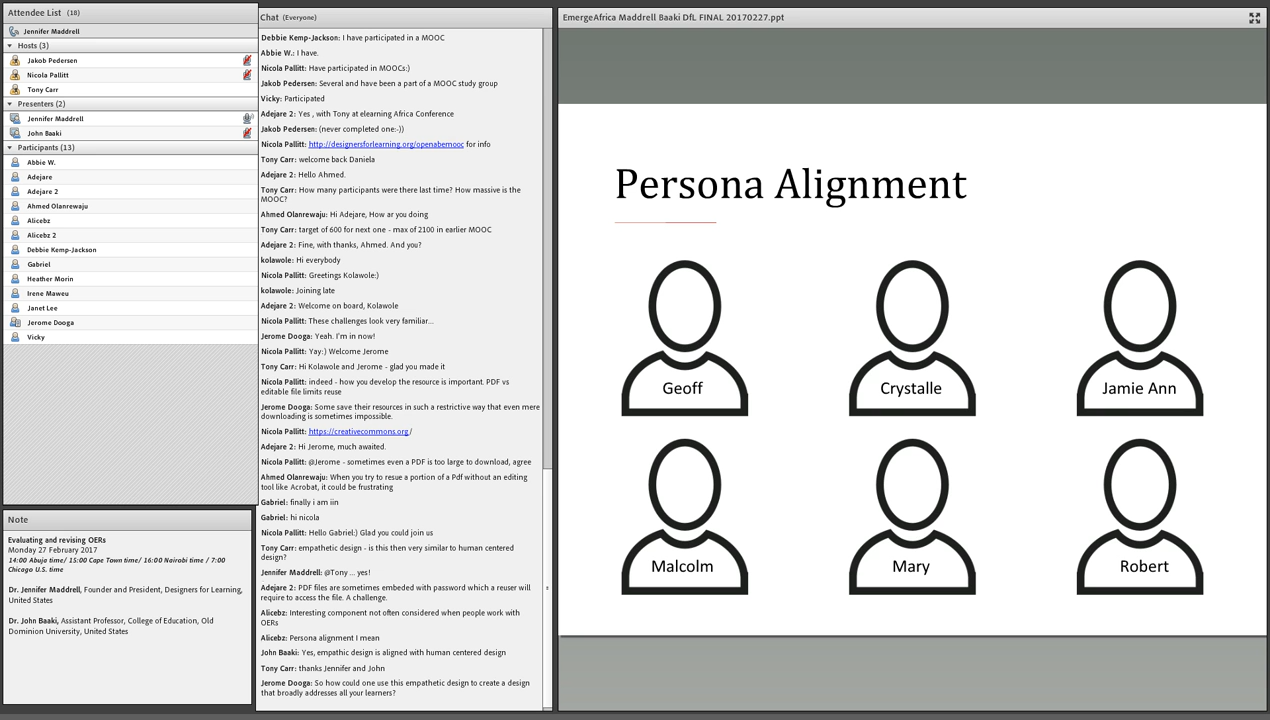 Attendee List (18)
Jennifer Maddrell
Hosts (3)
Jakob Pedersen
Nicola Pallitt
Tony Carr
Presenters (2)
Jennifer Maddrell
John Baaki
Participants (13)
Abbie W.
Adejare
Adejare 2
Ahmed Olanrewaju
Alicebz
Alicebz 2
Debbie Kemp-Jackson
Gabriel
Heather Morin
Irene Maweu
Janet Lee
Jerome Dooga
Vicky
Note
Evaluating and revising OERs
Monday 27 February 2017
14:00 Abuja time/ 15:00 Cape Town time/ 16:00 Nairobi time / 7:00
Chicago U.S. time
Dr. Jennifer Maddrell, Founder and President, Designers for Learning,
United States
Dr. John Baaki, Assistant Professor, College of Education, Old
Dominion University, United States
Chat (Everyone)
Debbie Kemp-Jackson: I have participated in a MOOC
Abbie W.: I have.
Nicola Pallitt: Have participated in MOOCs:)
Jakob Pedersen: Several and have been a part of a MOOC study group
Vicky: Participated
Adejare 2: Yes , with Tony at elearning Africa Conference
Jakob Pedersen: (never completed one:-))
Nicola Pallitt: http://designersforlearning.org/openabemooc for info
Tony Carr: welcome back Daniela
Adejare 2: Hello Ahmed.
Tony Carr: How many participants were there last time? How massive is the
MOOC?
Ahmed Olanrewaju: Hi Adejare, How ar you doing
Tony Carr: target of 600 for next one - max of 2100 in earlier MOOC
Adejare 2: Fine, with thanks, Ahmed. And you?
kolawole: Hi everybody
Nicola Pallitt: Greetings Kolawole:)
kolawole: Joining late
Adejare 2: Welcome on board, Kolawole
Nicola Pallitt: These challenges look very familiar...
Jerome Dooga: Yeah. I'm in now!
Nicola Pallitt: Yay:) Welcome Jerome
Tony Carr: Hi Kolawole and Jerome - glad you made it
Nicola Pallitt: indeed - how you develop the resource is important. PDF vs
editable file limits reuse
Jerome Dooga: Some save their resources in such a restrictive way that even mere
downloading is sometimes impossible.
Nicola Pallitt: https://creativecommons.org/
Adejare 2: Hi Jerome, much awaited.
Nicola Pallitt: @Jerome - sometimes even a PDF is too large to download, agree
Ahmed Olanrewaju: When you try to resue a portion of a Pdf without an editing
tool like Acrobat, it could be frustrating
Gabriel: finally i am iin
Gabriel: hi nicola
Nicola Pallitt: Hello Gabriel:) Glad you could join us
Tony Carr: empathetic design - is this then very similar to human centered
design?
Jennifer Maddrell: @Tony ... yes!
Adejare 2: PDF files are sometimes embeded with password which a reuser will
require to access the file. A challenge.
Alicebz: Interesting component not often considered when people work with
OERs
Alicebz: Persona alignment I mean
John Baaki: Yes, empathic design is aligned with human centered design
Tony Carr: thanks Jennifer and John
Jerome Dooga: So how could one use this empathetic design to create a design
that broadly addresses all your learners?
EmergeAfrica Maddrell Baaki DfL FINAL 20170227.ppt
Persona Alignment
Geoff
Crystalle
Jamie Ann
Malcolm
Mary
Robert